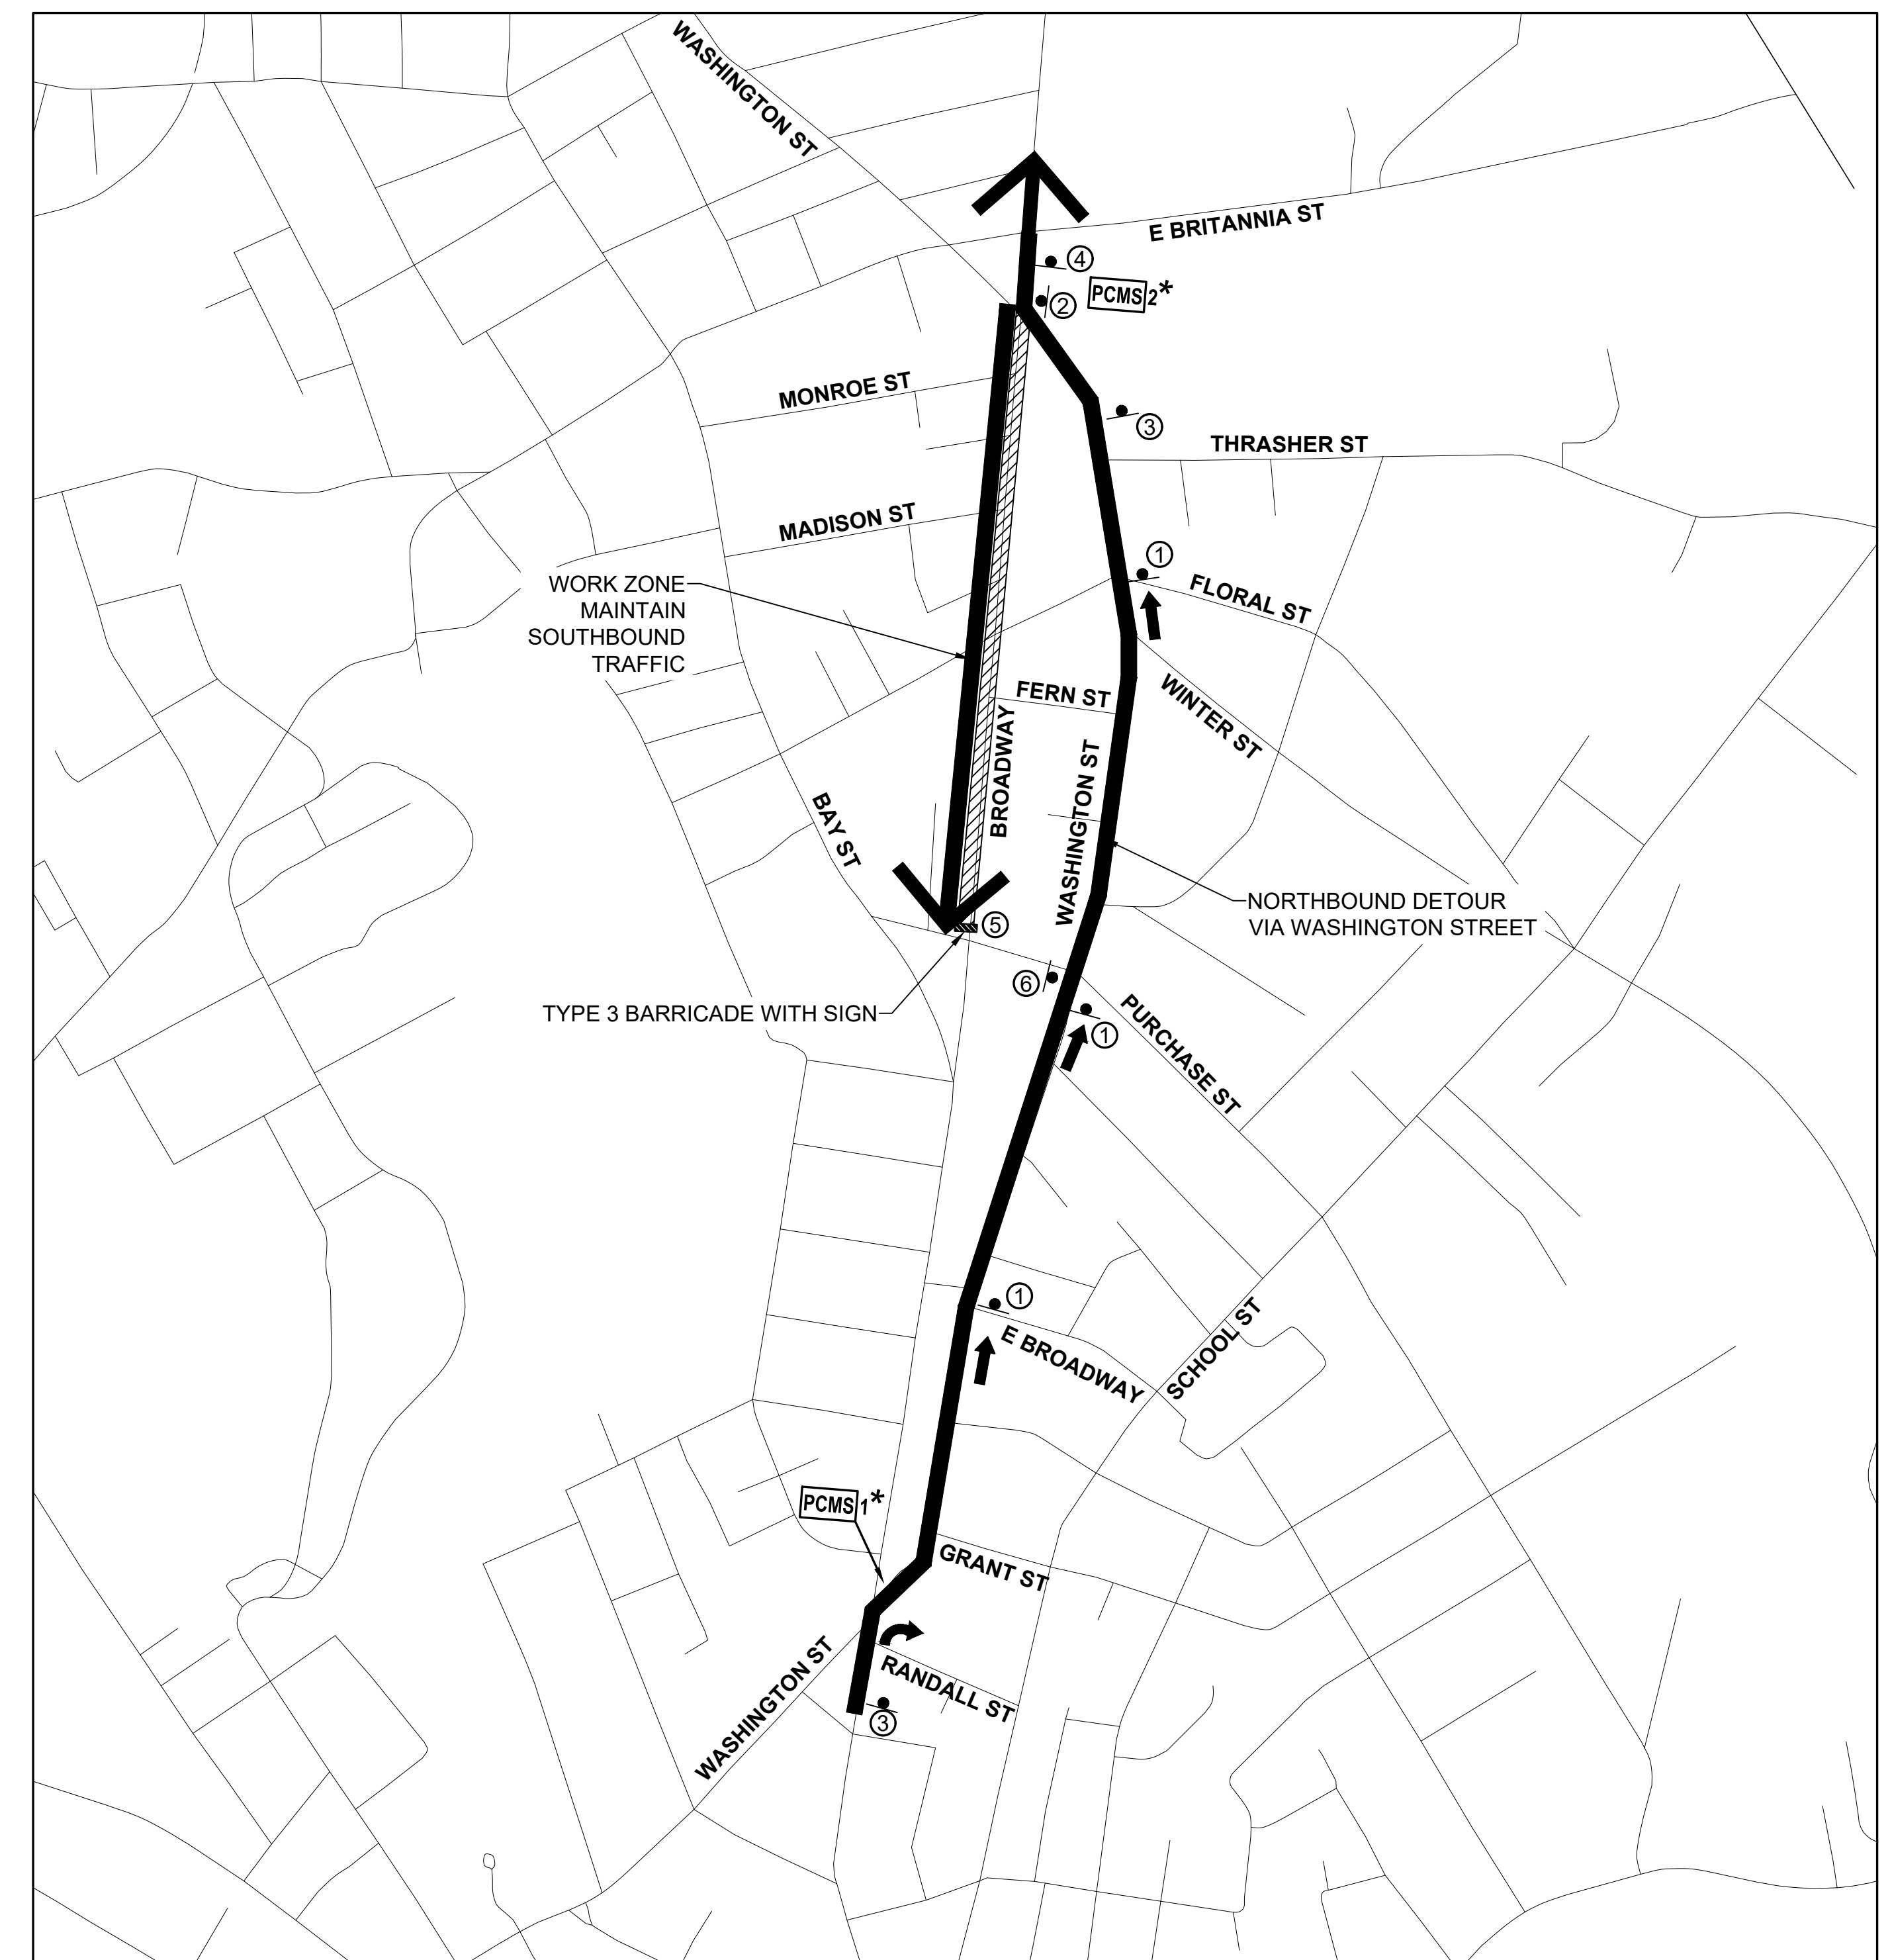 WASHINGTON ST
E BRITANNIA ST
4
PCMS 2*
2
MONROE ST
3
THRASHER ST
MADISON ST
1
WORK ZONE
MAINTAIN
SOUTHBOUND
TRAFFIC
FLORAL ST
FERN ST
WINTER ST
BROADWAY
WASHINGTON ST
BAY ST
NORTHBOUND DETOUR
VIA WASHINGTON STREET
5
6
TYPE 3 BARRICADE WITH SIGN
1
PURCHASE ST
1
E BROADWAY
SCHOOL ST
PCMS 1*
GRANT ST
WASHINGTON ST
RANDALL ST
3